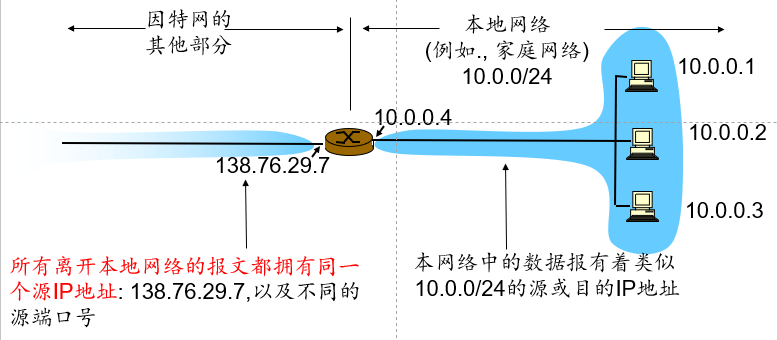 因特网的
其他部分
本地网络
(例如., 家庭网络)
10.0.0/24
10.0.0.1
10.0.0.4
10.0.0.2
138.76.29.7
10.0.0.3
所有离开本地网络的报文都拥有同一
个源IP地址: 138.76.29.7,以及不同的
源端口号
本网络中的数据报有着类似
10.0.0/24的源或目的IP地址